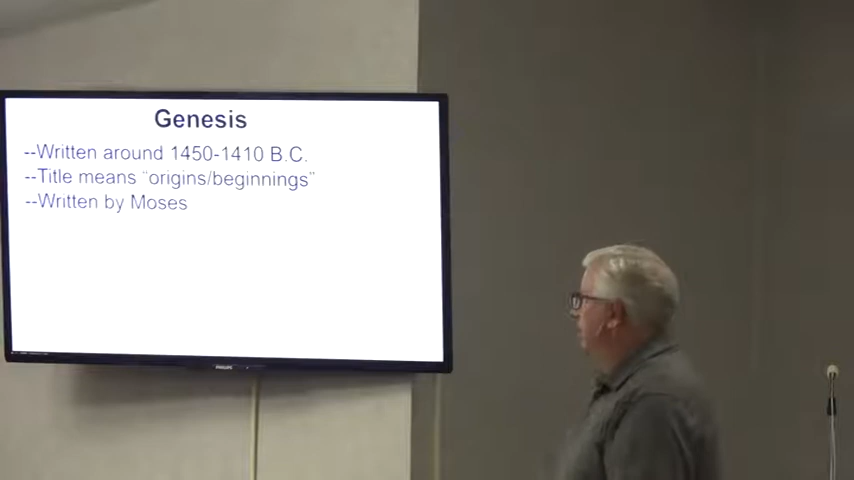 Genesis
--Written around 1450-1410 B.C.
--Title means “origins/beginnings”
--Written by Moses
PHILIPS